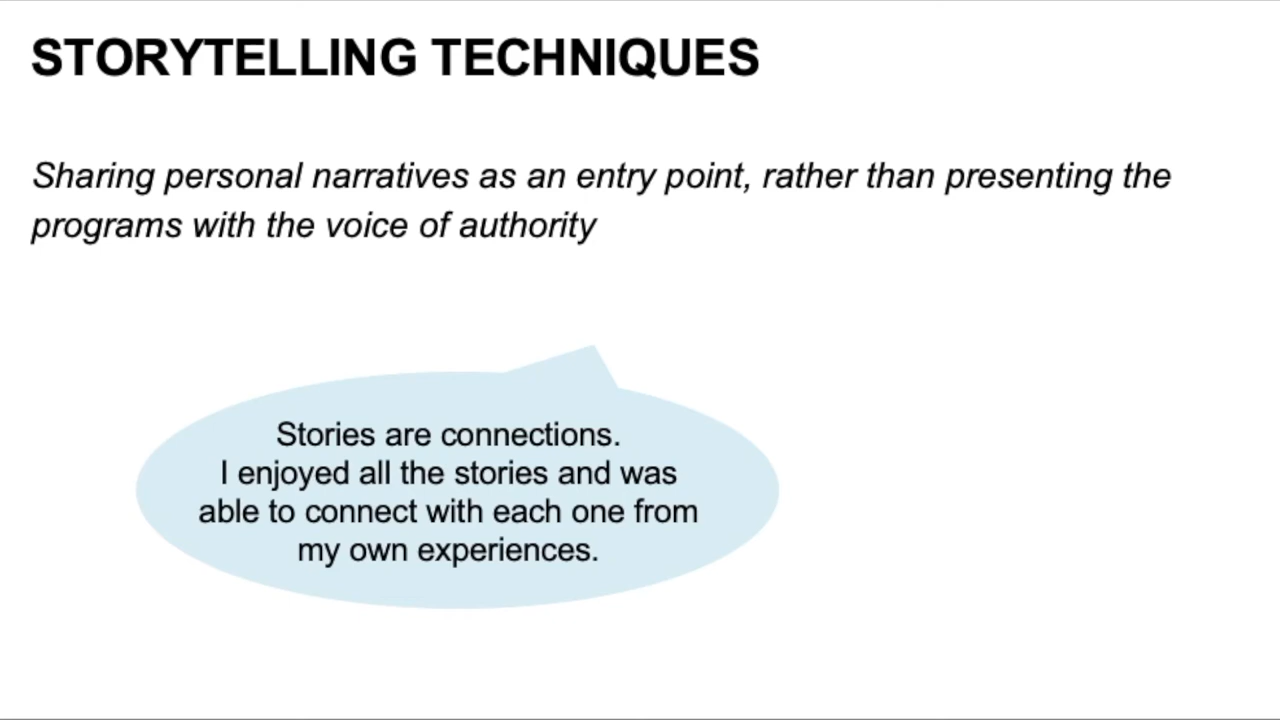 STORYTELLING TECHNIQUES
Sharing personal narratives as an entry point, rather than presenting the
programs with the voice of authority
Stories are connections.
I enjoyed all the stories and was
able to connect with each one from
my own experiences.